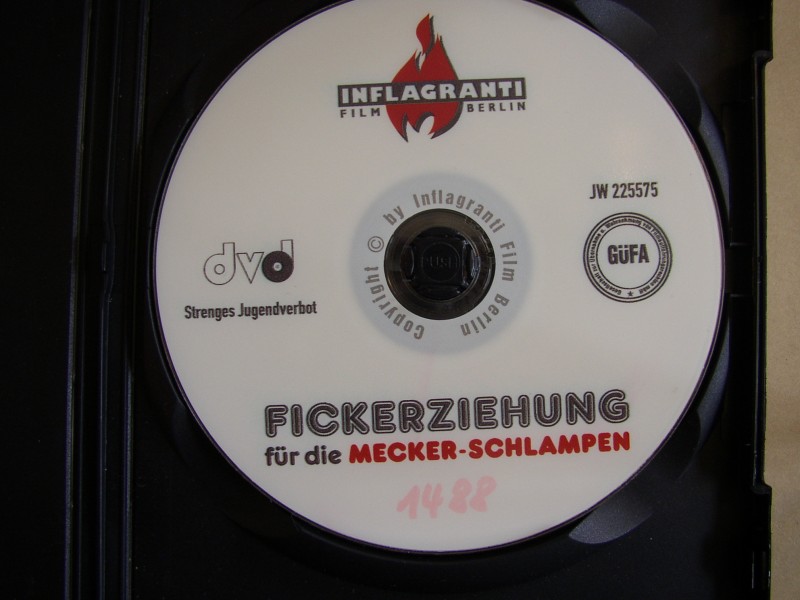 INFLAGRANTI
FILM BERLIN
JW 225575
GüFA
dvd
Strenges Jugendverbot
Copyright © by Inflagranti Film Berlin
PUSH
FICKERZIEHUNG
für die MECKER-SCHLAMPEN
1488